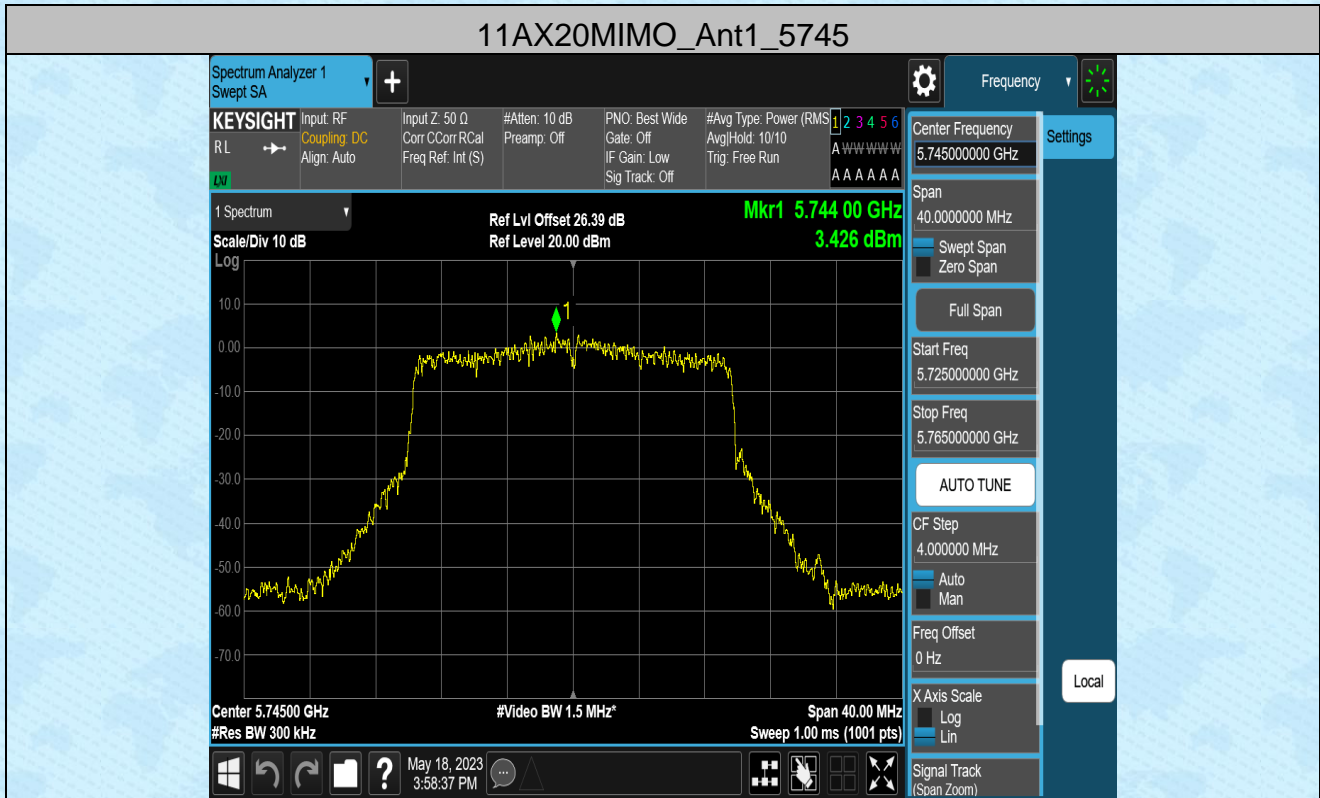 11AX20MIMO_Ant1_5745
Spectrum Analyzer 1
Swept SA
+
Frequency
KEYSIGHT
RL
LXI
Input: RF
Coupling: DC
Align: Auto
Input Z: 50 Ω
Corr CCorr RCal
Freq Ref: Int (S)
#Atten: 10 dB
Preamp: Off
PNO: Best Wide
Gate: Off
IF Gain: Low
Sig Track: Off
#Avg Type: Power (RMS
Avg|Hold: 10/10
Trig: Free Run
1 2 3 4 5 6
A W W W W W
A A A A A A
1 Spectrum
Scale/Div 10 dB
Log
Ref Lvl Offset 26.39 dB
Ref Level 20.00 dBm
Mkr1 5.744 00 GHz
3.426 dBm
1
10.0
0.00
-10.0
-20.0
-30.0
-40.0
-50.0
-60.0
-70.0
Center 5.74500 GHz
#Res BW 300 kHz
#Video BW 1.5 MHz*
Span 40.00 MHz
Sweep 1.00 ms (1001 pts)
Center Frequency
5.745000000 GHz
Settings
Span
40.0000000 MHz
Swept Span
Zero Span
Full Span
Start Freq
5.725000000 GHz
Stop Freq
5.765000000 GHz
AUTO TUNE
CF Step
4.000000 MHz
Auto
Man
Freq Offset
0 Hz
X Axis Scale
Log
Lin
Local
Signal Track
(Span Zoom)
?
May 18, 2023
3:58:37 PM